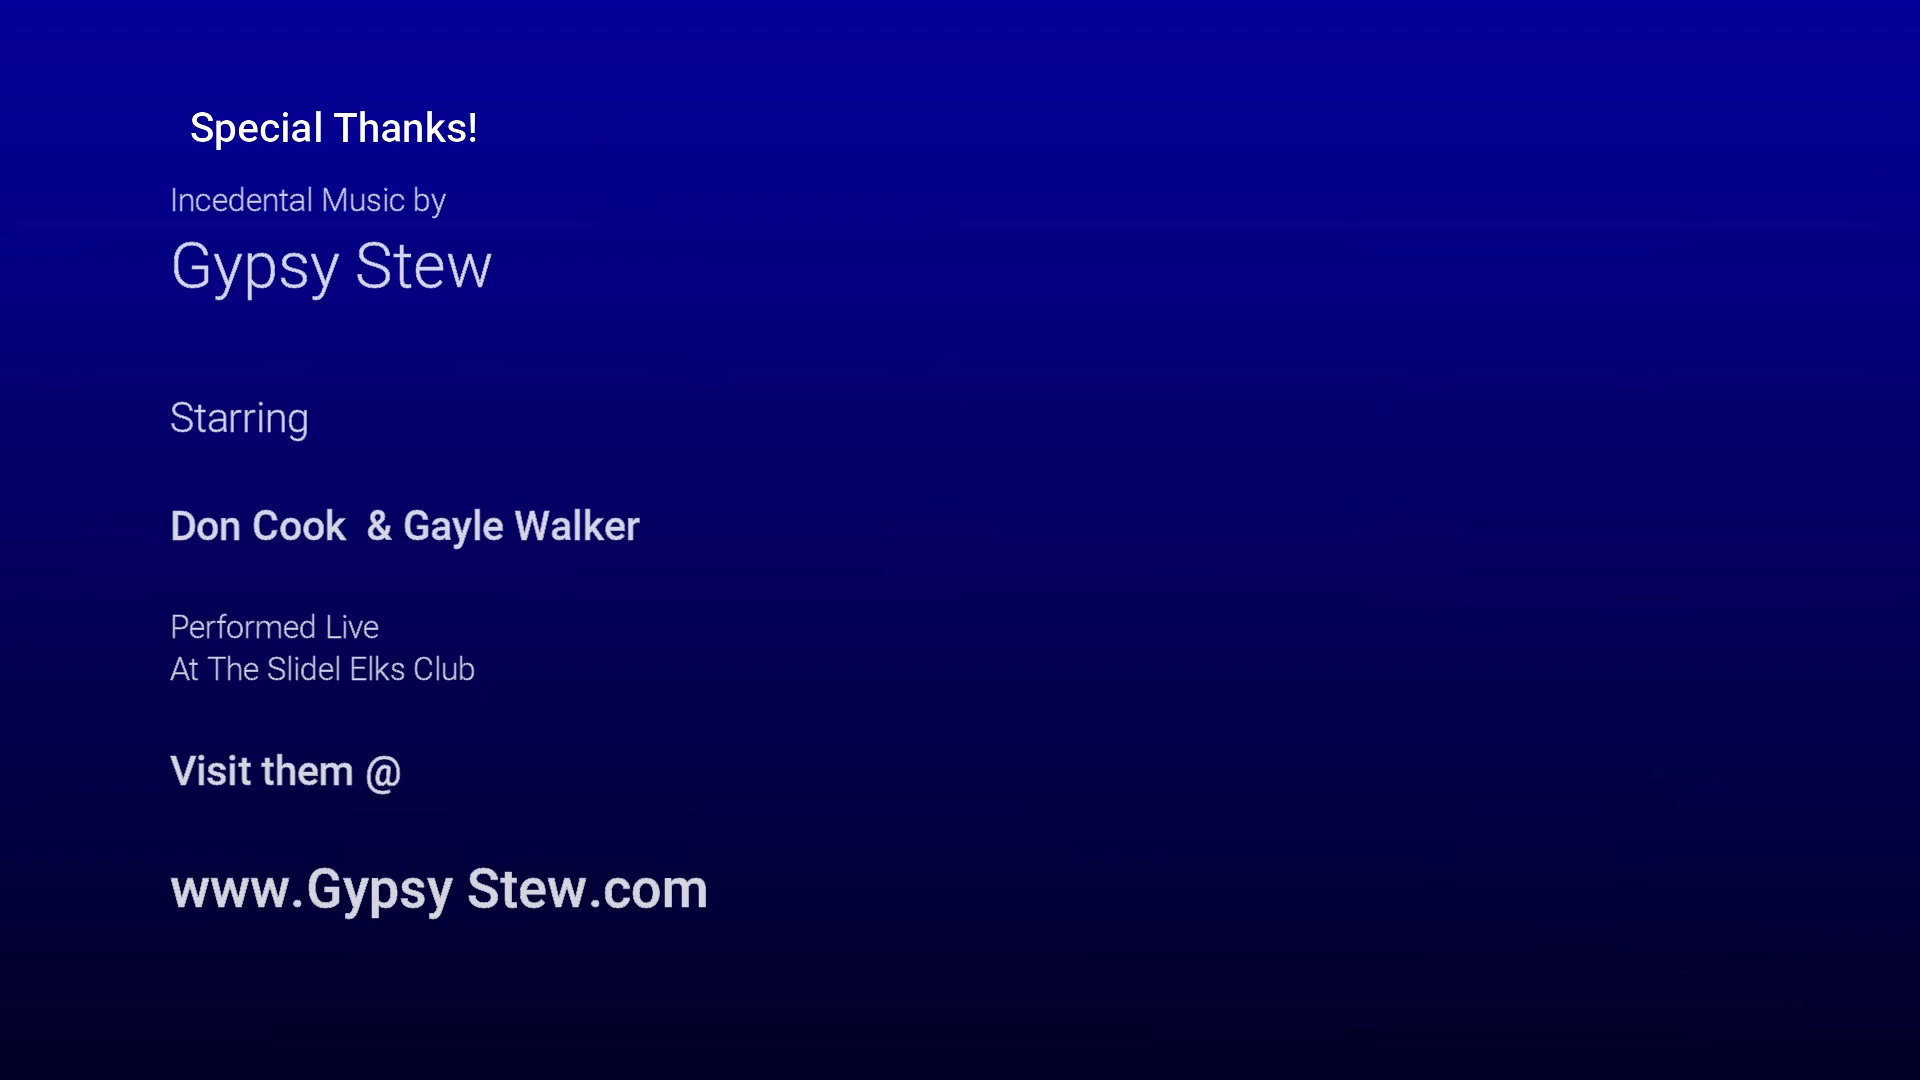 Special Thanks!
Incedental Music by
Gypsy Stew
Starring
Don Cook  & Gayle Walker
Performed Live
At The Slidel Elks Club
Visit them @
www.Gypsy Stew.com